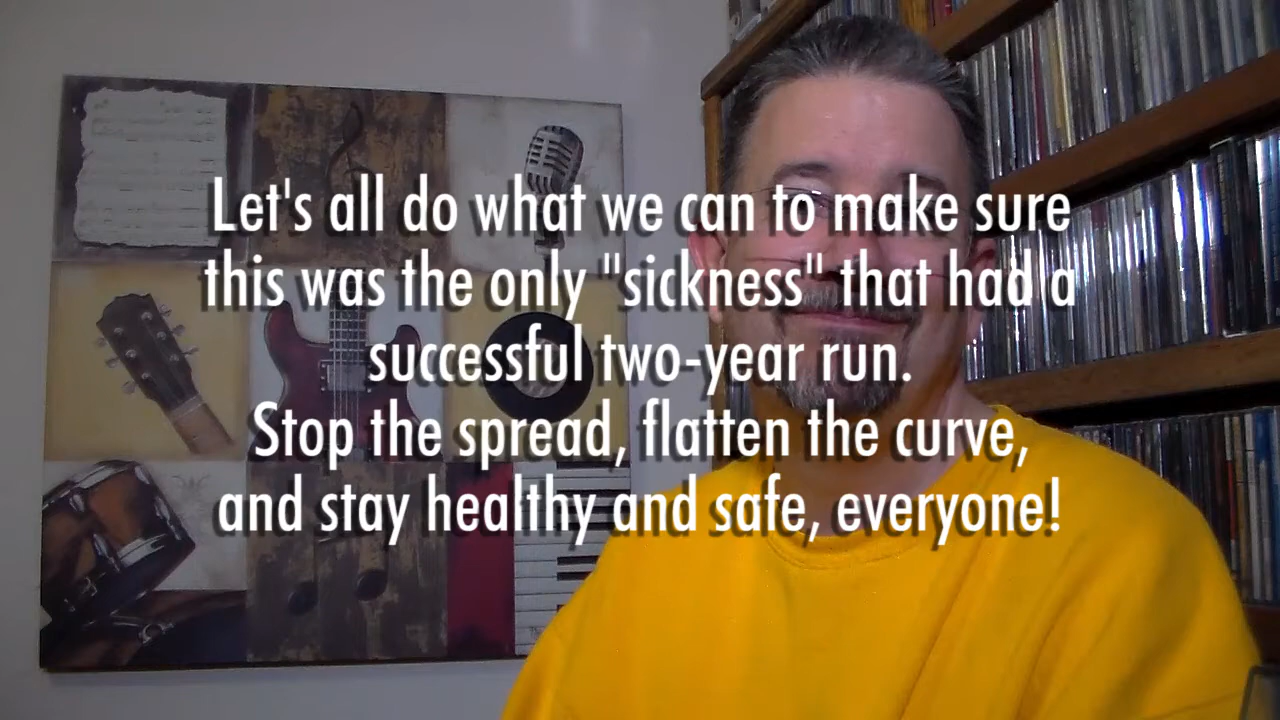 Let's all do what we can to make sure
this was the only "sickness" that had a
successful two-year run.
Stop the spread, flatten the curve,
and stay healthy and safe, everyone!